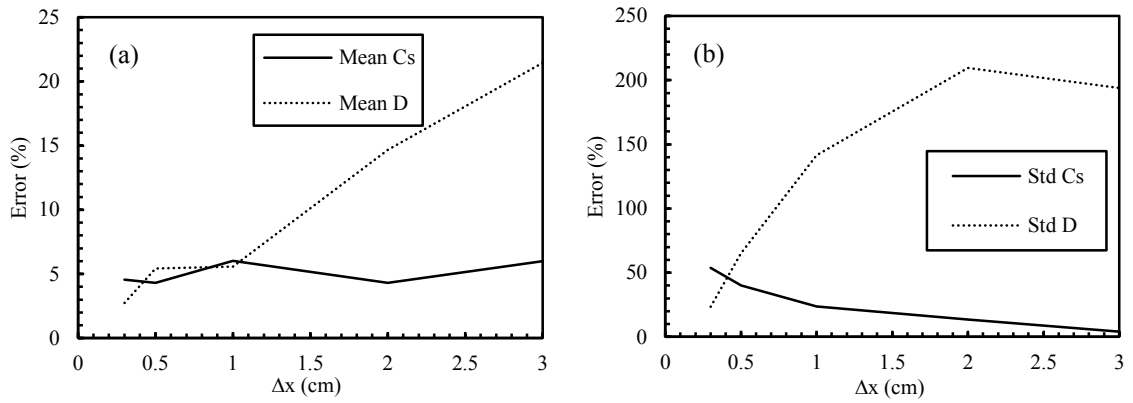 (a)
Mean Cs
Mean D
Error (%)
25
20
15
10
5
0
0 0.5 1 1.5 2 2.5 3
Δx (cm)
(b)
Std Cs
Std D
Error (%)
250
200
150
100
50
0
0 0.5 1 1.5 2 2.5 3
Δx (cm)